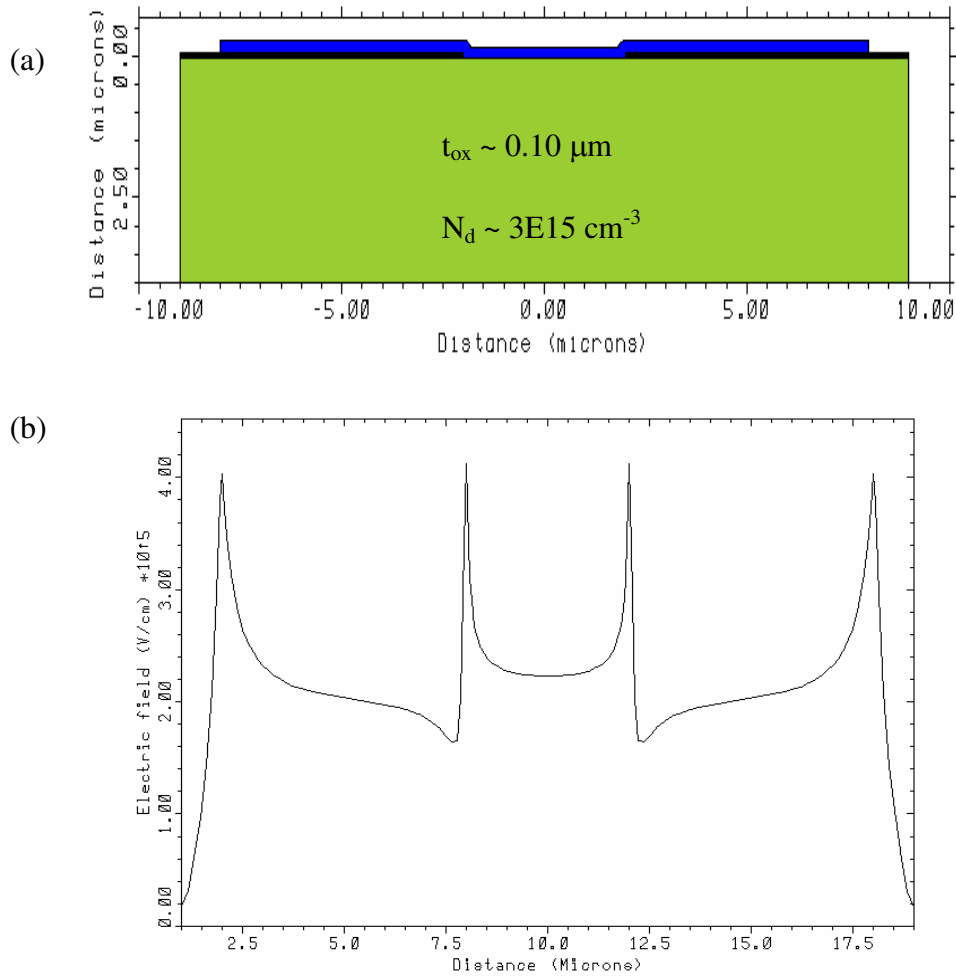 (a)
Distance (microns)
0.00
2.50
t_ox ~ 0.10 µm
N_d ~ 3E15 cm^-3
-10.00 -5.00 0.00 5.00 10.00
Distance (microns)
(b)
Electric field (V/cm) *10↑5
4.00
3.00
2.00
1.00
0.00
2.5 5.0 7.5 10.0 12.5 15.0 17.5
Distance (Microns)